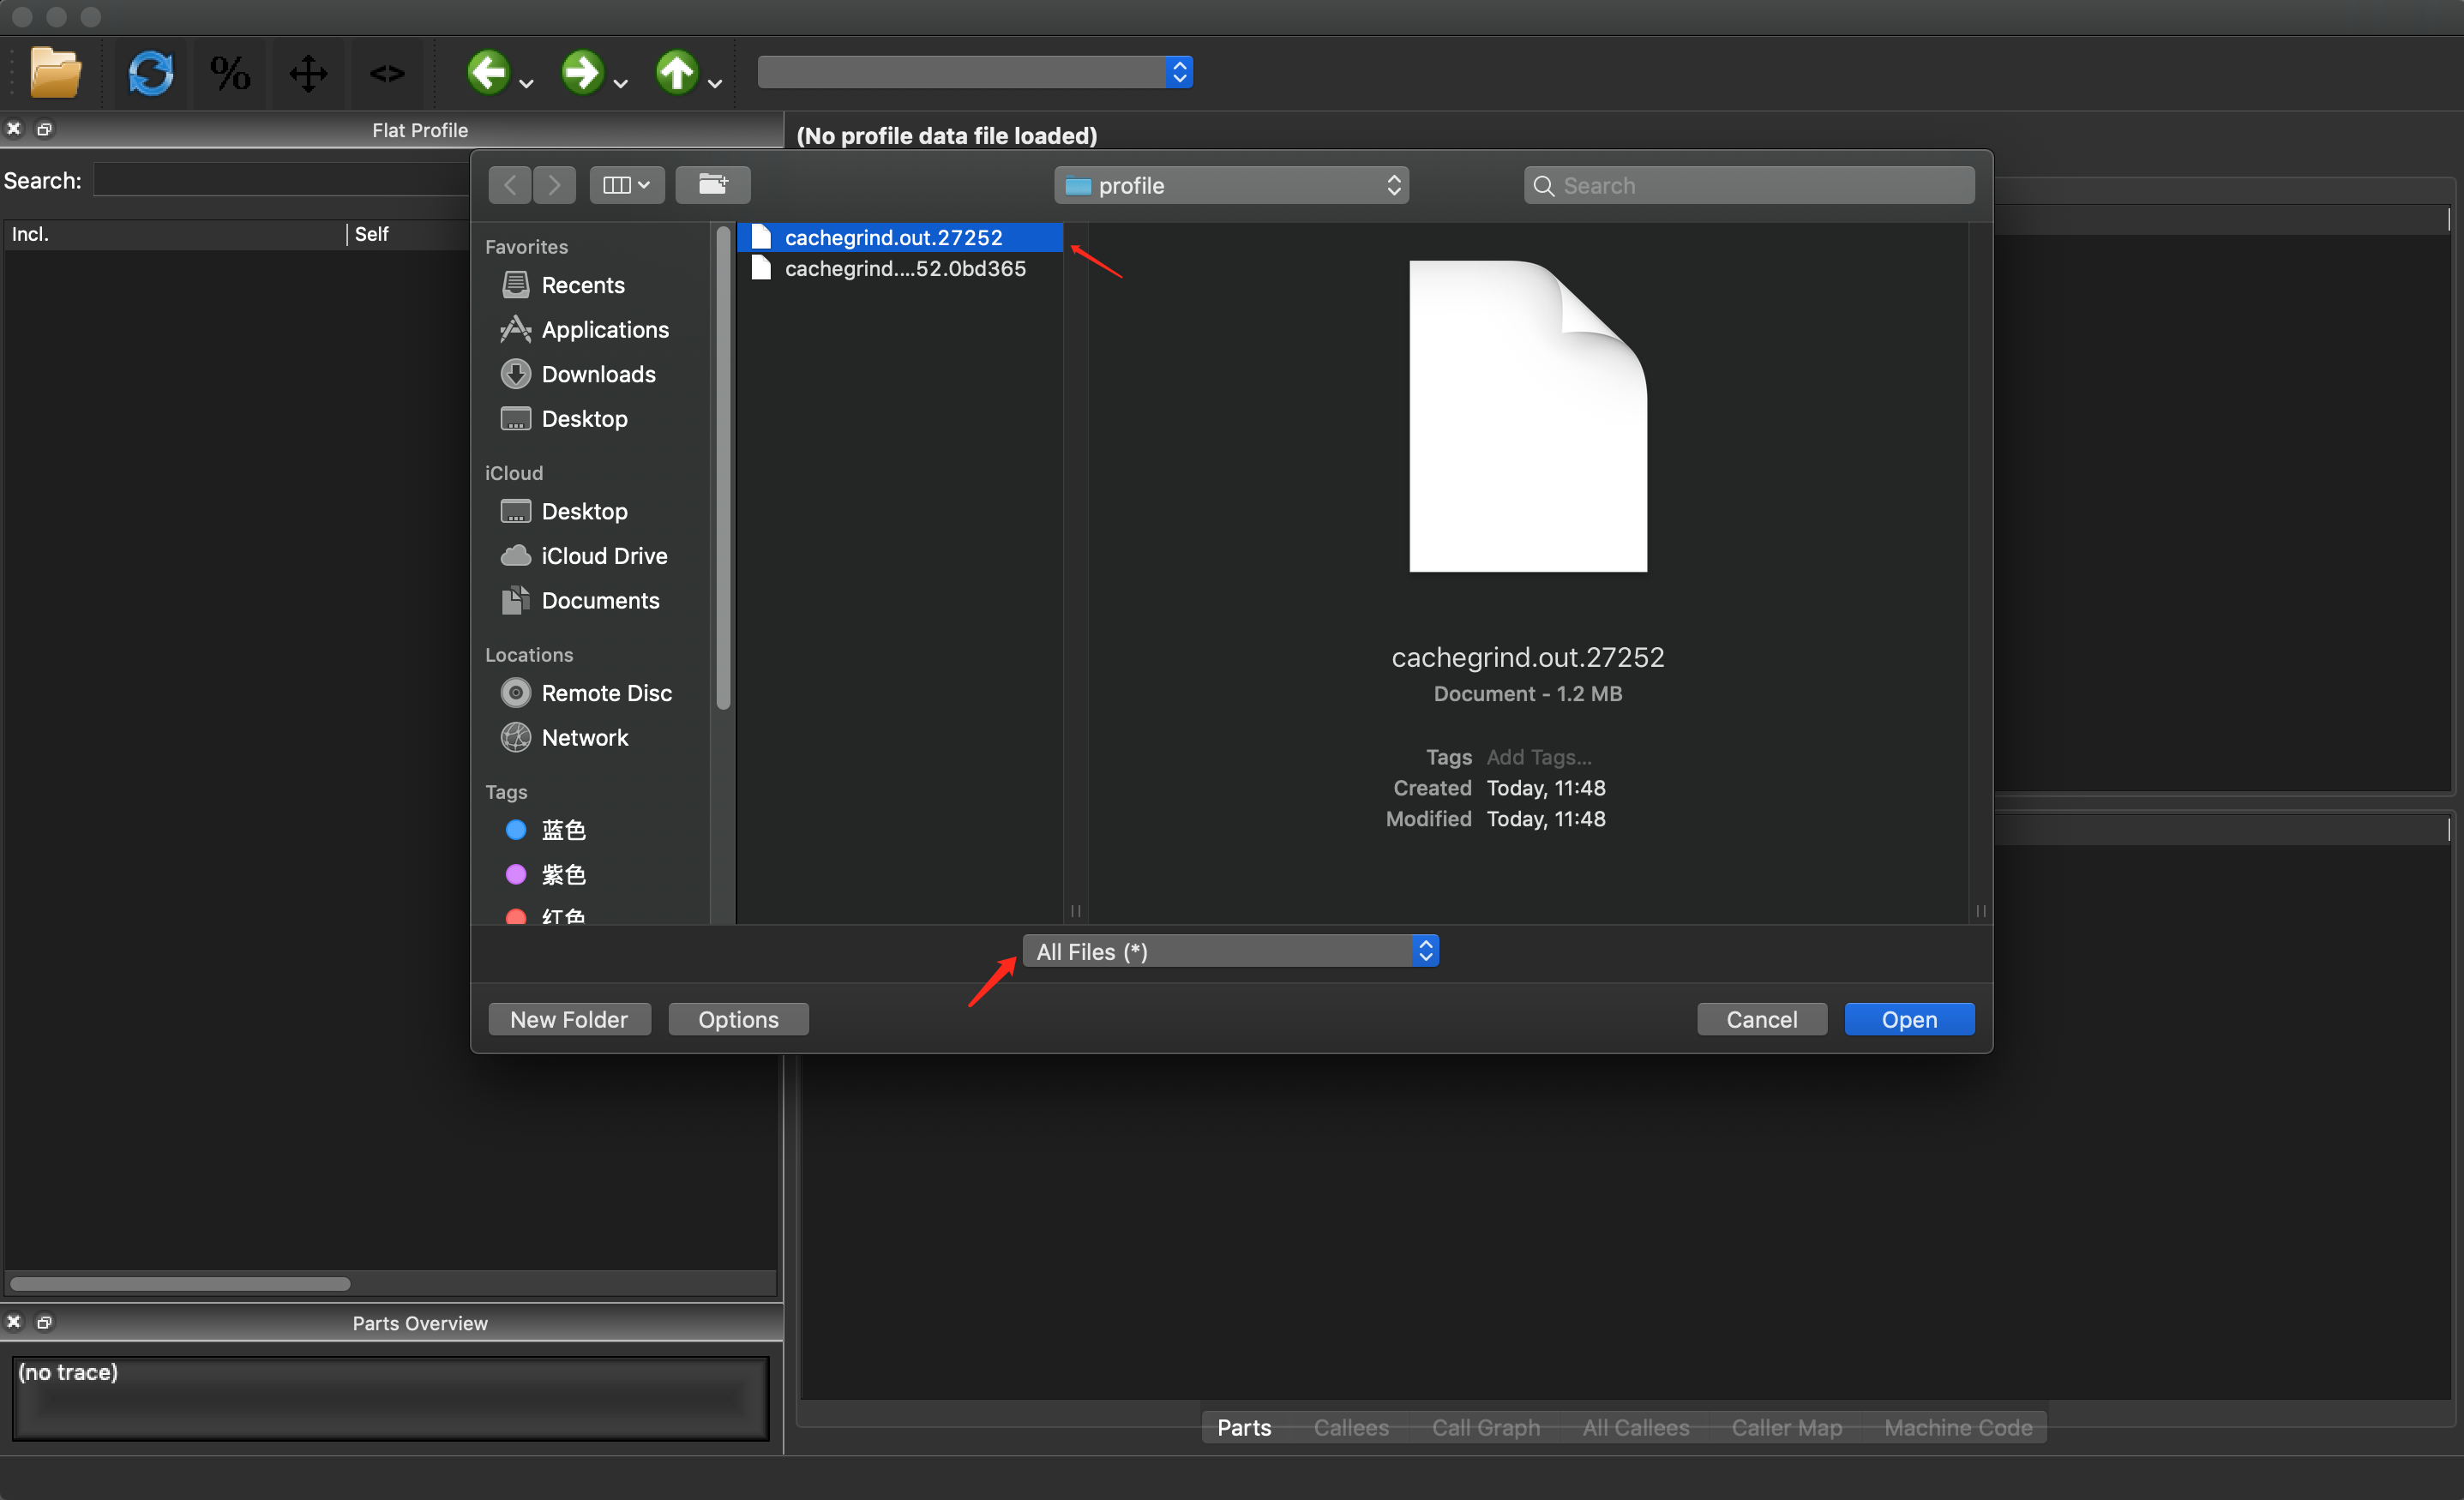 Flat Profile
(No profile data file loaded)
Search:
Incl.
Self
profile
Search
Favorites
Recents
Applications
Downloads
Desktop
iCloud
Desktop
iCloud Drive
Documents
Locations
Remote Disc
Network
Tags
蓝色
紫色
红色
cachegrind.out.27252
cachegrind....52.0bd365
cachegrind.out.27252
Document - 1.2 MB
Tags Add Tags...
Created Today, 11:48
Modified Today, 11:48
All Files (*)
New Folder
Options
Cancel
Open
Parts Overview
(no trace)
Parts
Callees
Call Graph
All Callees
Caller Map
Machine Code